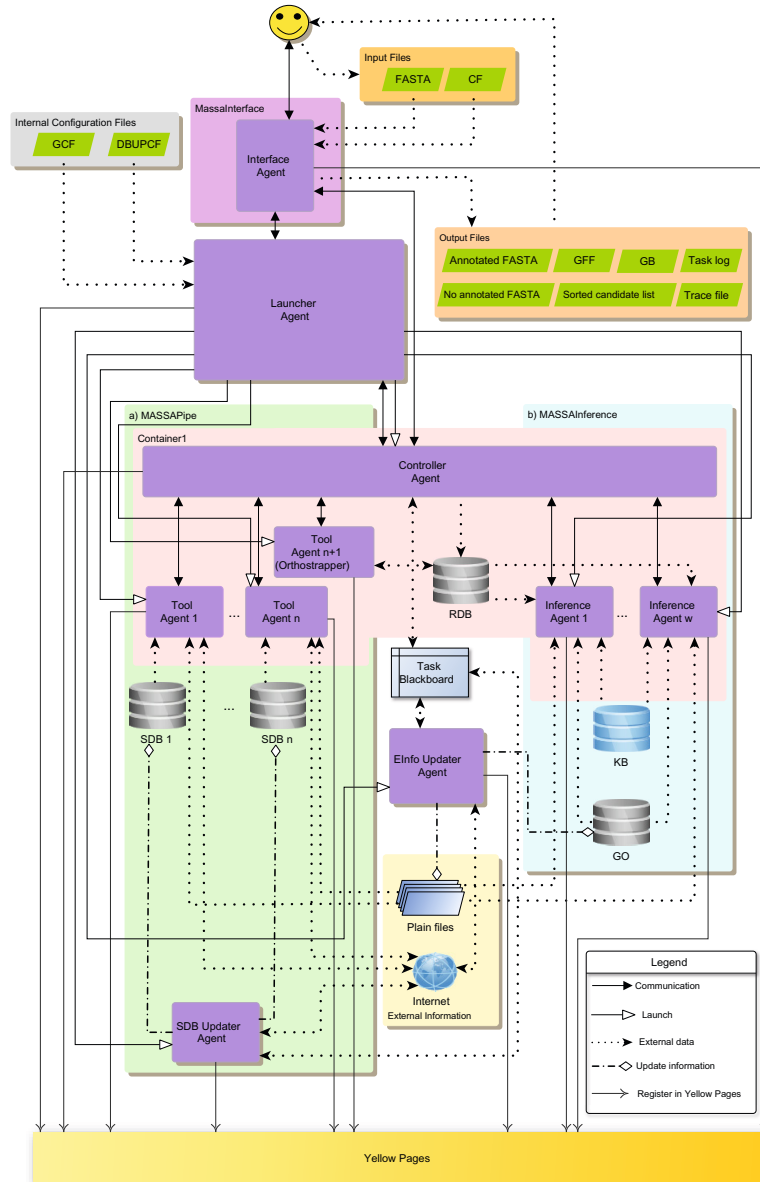 Input Files
FASTA
CF
MassaInterface
Internal Configuration Files
GCF
DBUPCF
Interface
Agent
Output Files
Annotated FASTA
GFF
GB
Task log
No annotated FASTA
Sorted candidate list
Trace file
Launcher
Agent
a) MASSAPipe
b) MASSAInference
Container1
Controller
Agent
Tool
Agent n+1
(Orthostrapper)
RDB
Tool
Agent 1
...
Tool
Agent n
Inference
Agent 1
...
Inference
Agent w
Task
Blackboard
SDB 1
...
SDB n
KB
EInfo Updater
Agent
GO
Plain files
Internet
External Information
SDB Updater
Agent
Legend
Communication
Launch
External data
Update information
Register in Yellow Pages
Yellow Pages